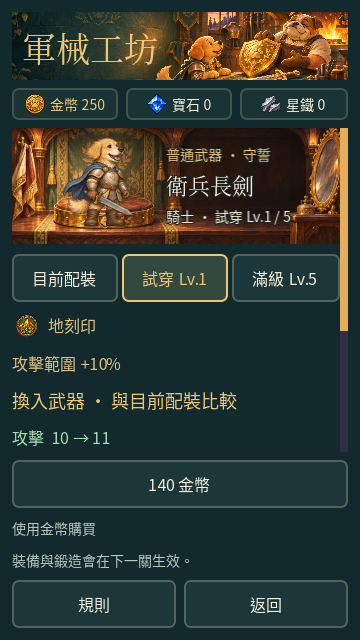 軍械工坊
金幣 250
寶石 0
星鐵 0
普通武器 · 守誓
衛兵長劍
騎士 · 試穿 Lv.1 / 5
目前配裝
試穿 Lv.1
滿級 Lv.5
地刻印
攻擊範圍 +10%
換入武器 · 與目前配裝比較
攻擊 10 → 11
140 金幣
使用金幣購買
裝備與鍛造會在下一關生效。
規則
返回